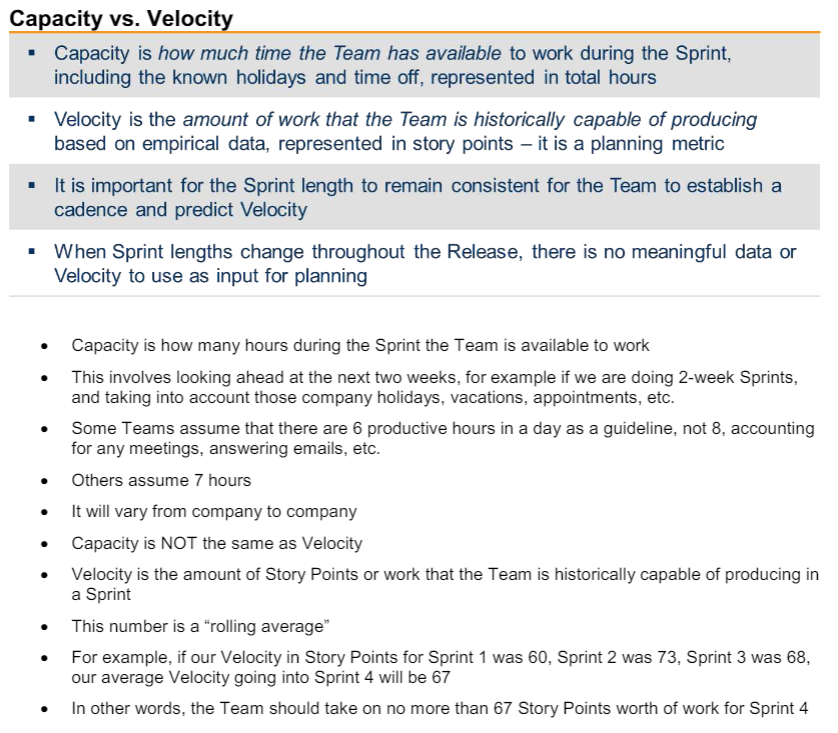 Capacity vs. Velocity
▪ Capacity is how much time the Team has available to work during the Sprint,
including the known holidays and time off, represented in total hours
▪ Velocity is the amount of work that the Team is historically capable of producing
based on empirical data, represented in story points – it is a planning metric
▪ It is important for the Sprint length to remain consistent for the Team to establish a
cadence and predict Velocity
▪ When Sprint lengths change throughout the Release, there is no meaningful data or
Velocity to use as input for planning
• Capacity is how many hours during the Sprint the Team is available to work
• This involves looking ahead at the next two weeks, for example if we are doing 2-week Sprints,
and taking into account those company holidays, vacations, appointments, etc.
• Some Teams assume that there are 6 productive hours in a day as a guideline, not 8, accounting
for any meetings, answering emails, etc.
• Others assume 7 hours
• It will vary from company to company
• Capacity is NOT the same as Velocity
• Velocity is the amount of Story Points or work that the Team is historically capable of producing in
a Sprint
• This number is a “rolling average”
• For example, if our Velocity in Story Points for Sprint 1 was 60, Sprint 2 was 73, Sprint 3 was 68,
our average Velocity going into Sprint 4 will be 67
• In other words, the Team should take on no more than 67 Story Points worth of work for Sprint 4